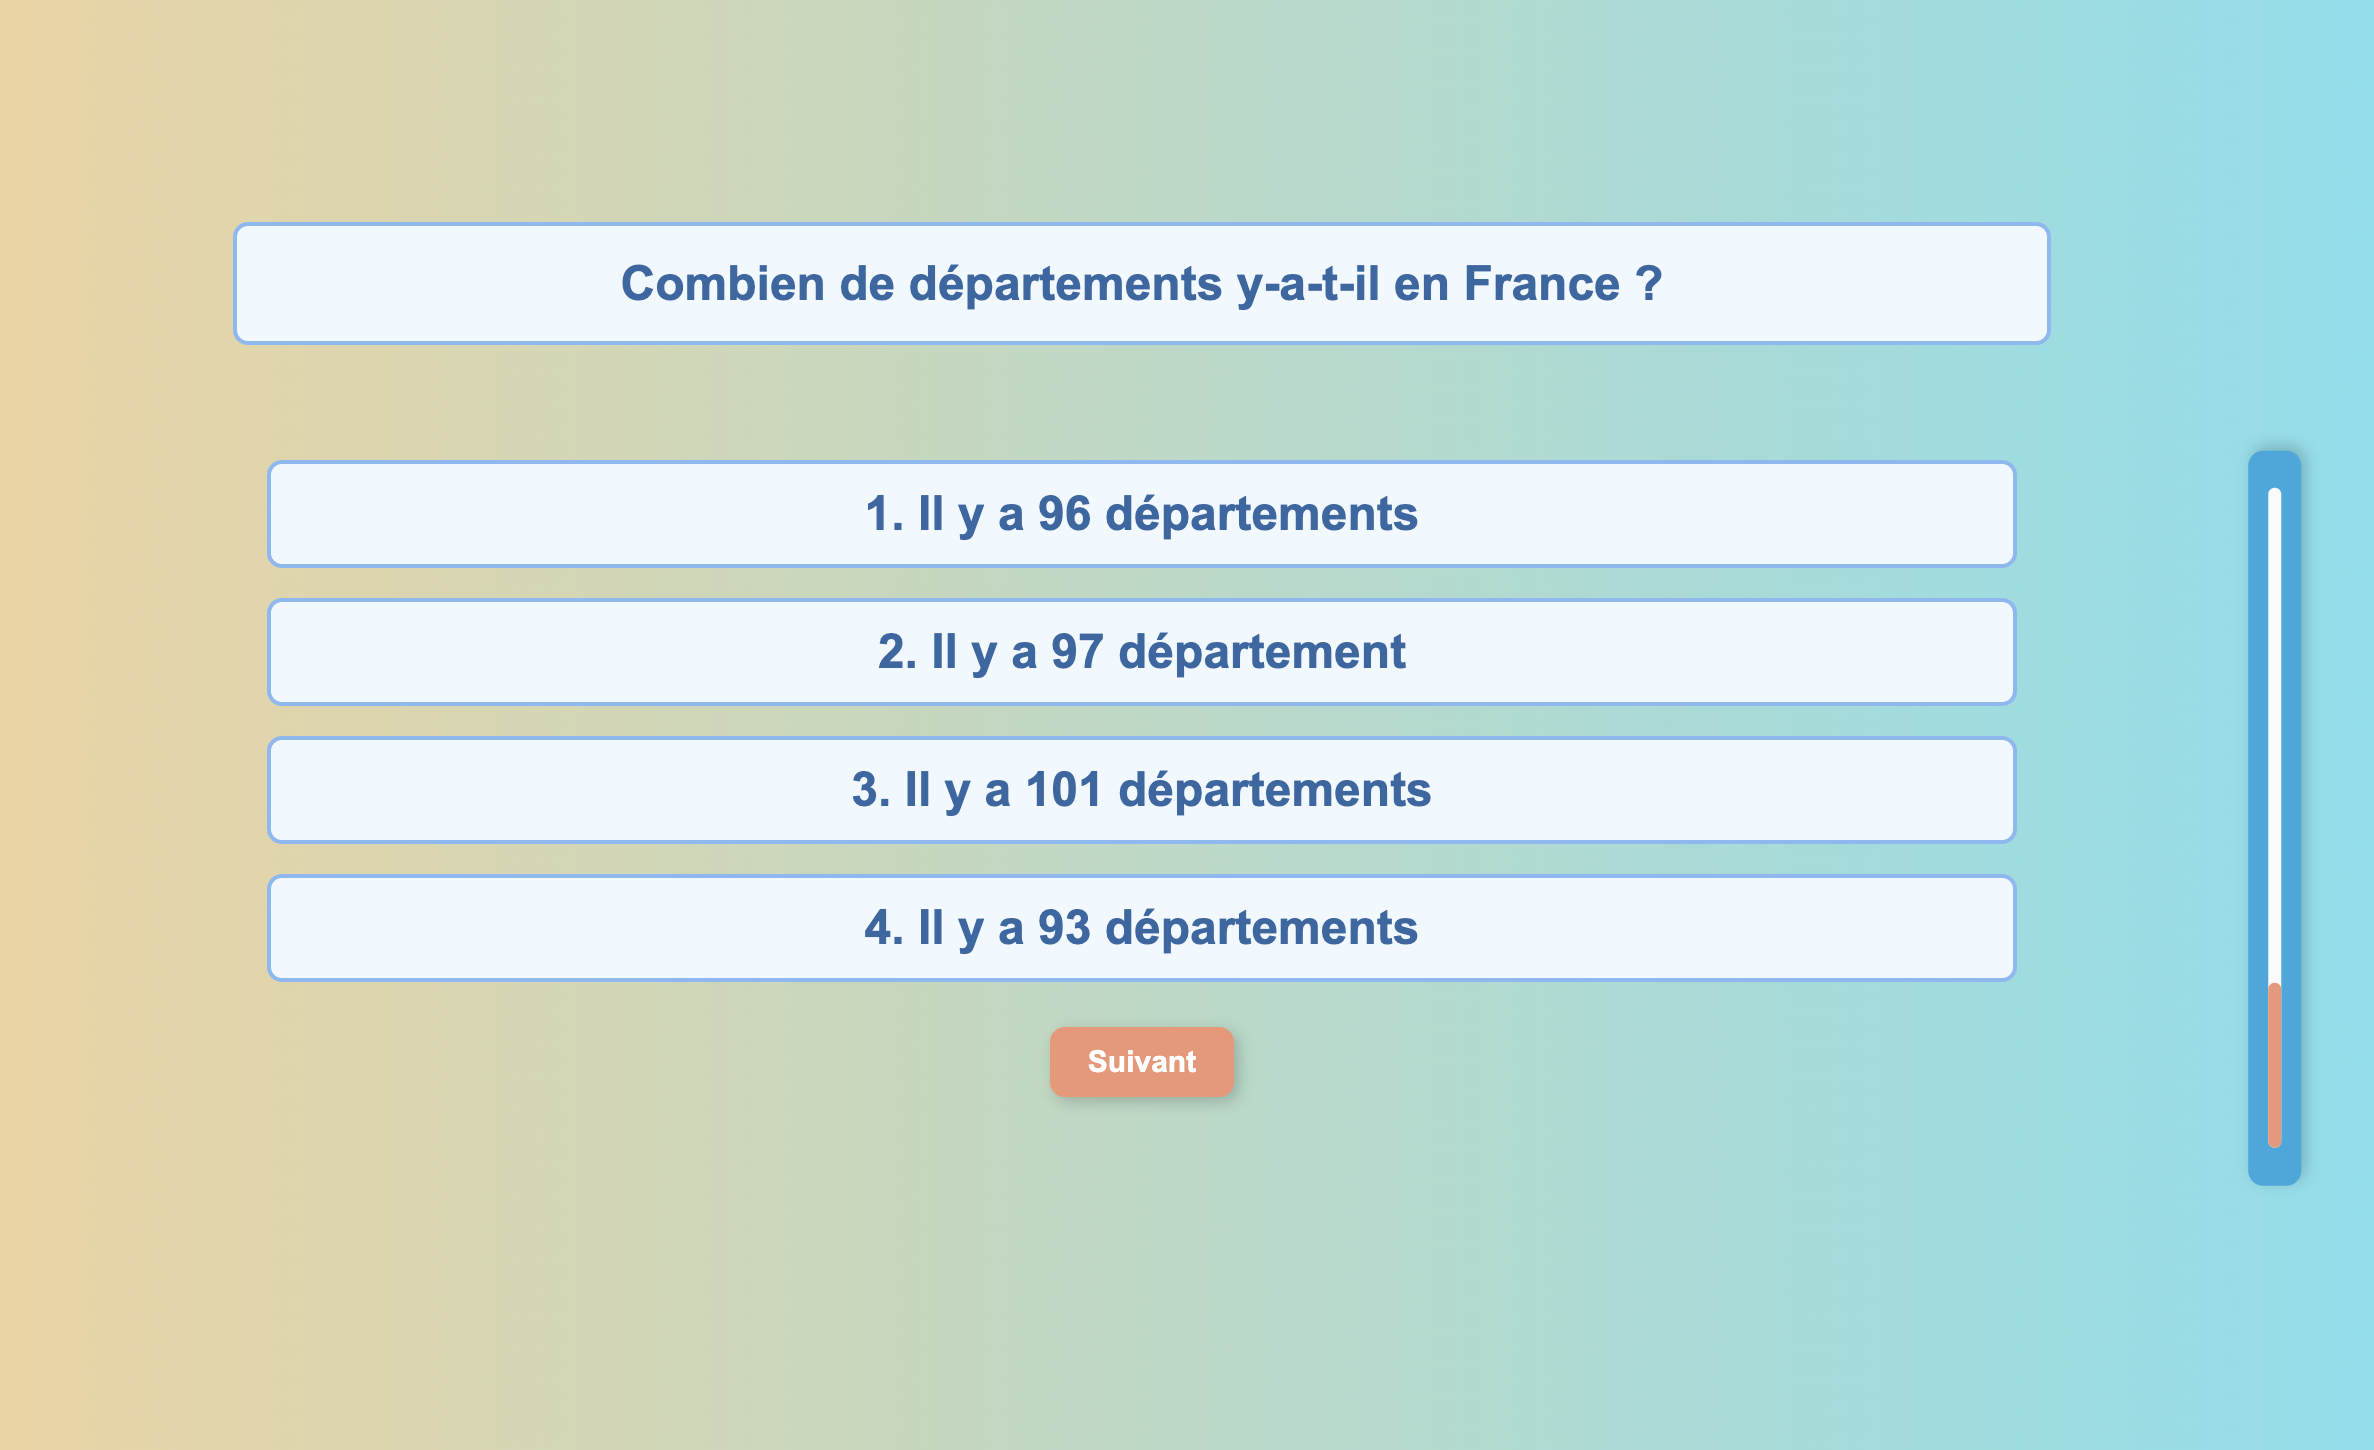 Combien de départements y-a-t-il en France ?
1. Il y a 96 départements
2. Il y a 97 département
3. Il y a 101 départements
4. Il y a 93 départements
Suivant